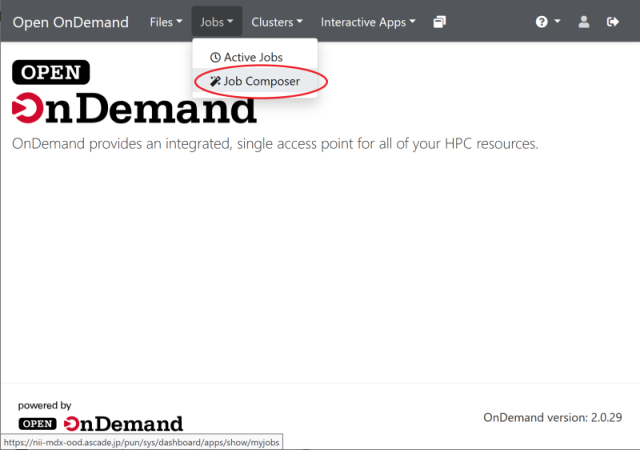 Open OnDemand Files Jobs Clusters Interactive Apps
Active Jobs
Job Composer
OPEN
OnDemand
OnDemand provides an integrated, single access point for all of your HPC resources.
powered by
OPEN OnDemand
OnDemand version: 2.0.29
https://nii-mdx-ood.ascade.jp/pun/sys/dashboard/apps/show/myjobs